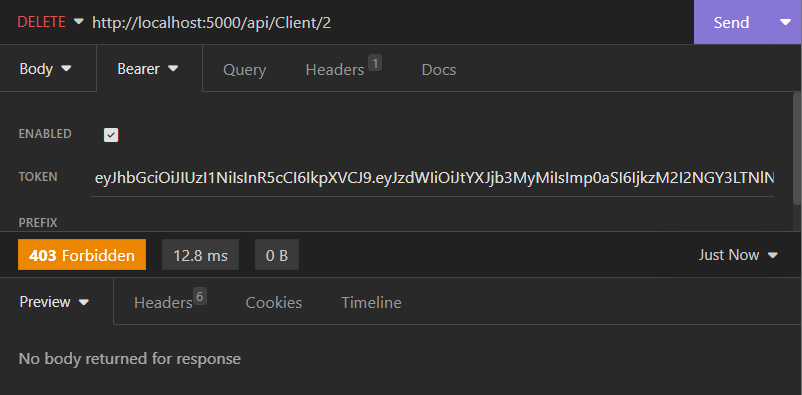 DELETE http://localhost:5000/api/Client/2 Send
Body Bearer Query Headers 1 Docs
ENABLED
TOKEN eyJhbGciOiJIUzI1NiIsInR5cCI6IkpXVCJ9.eyJzdWIiOiJtYXJjb3MyMiIsImp0aSI6IjkzM2I2NGY3LTNlN
PREFIX
403 Forbidden 12.8 ms 0 B Just Now
Preview Headers 6 Cookies Timeline
No body returned for response